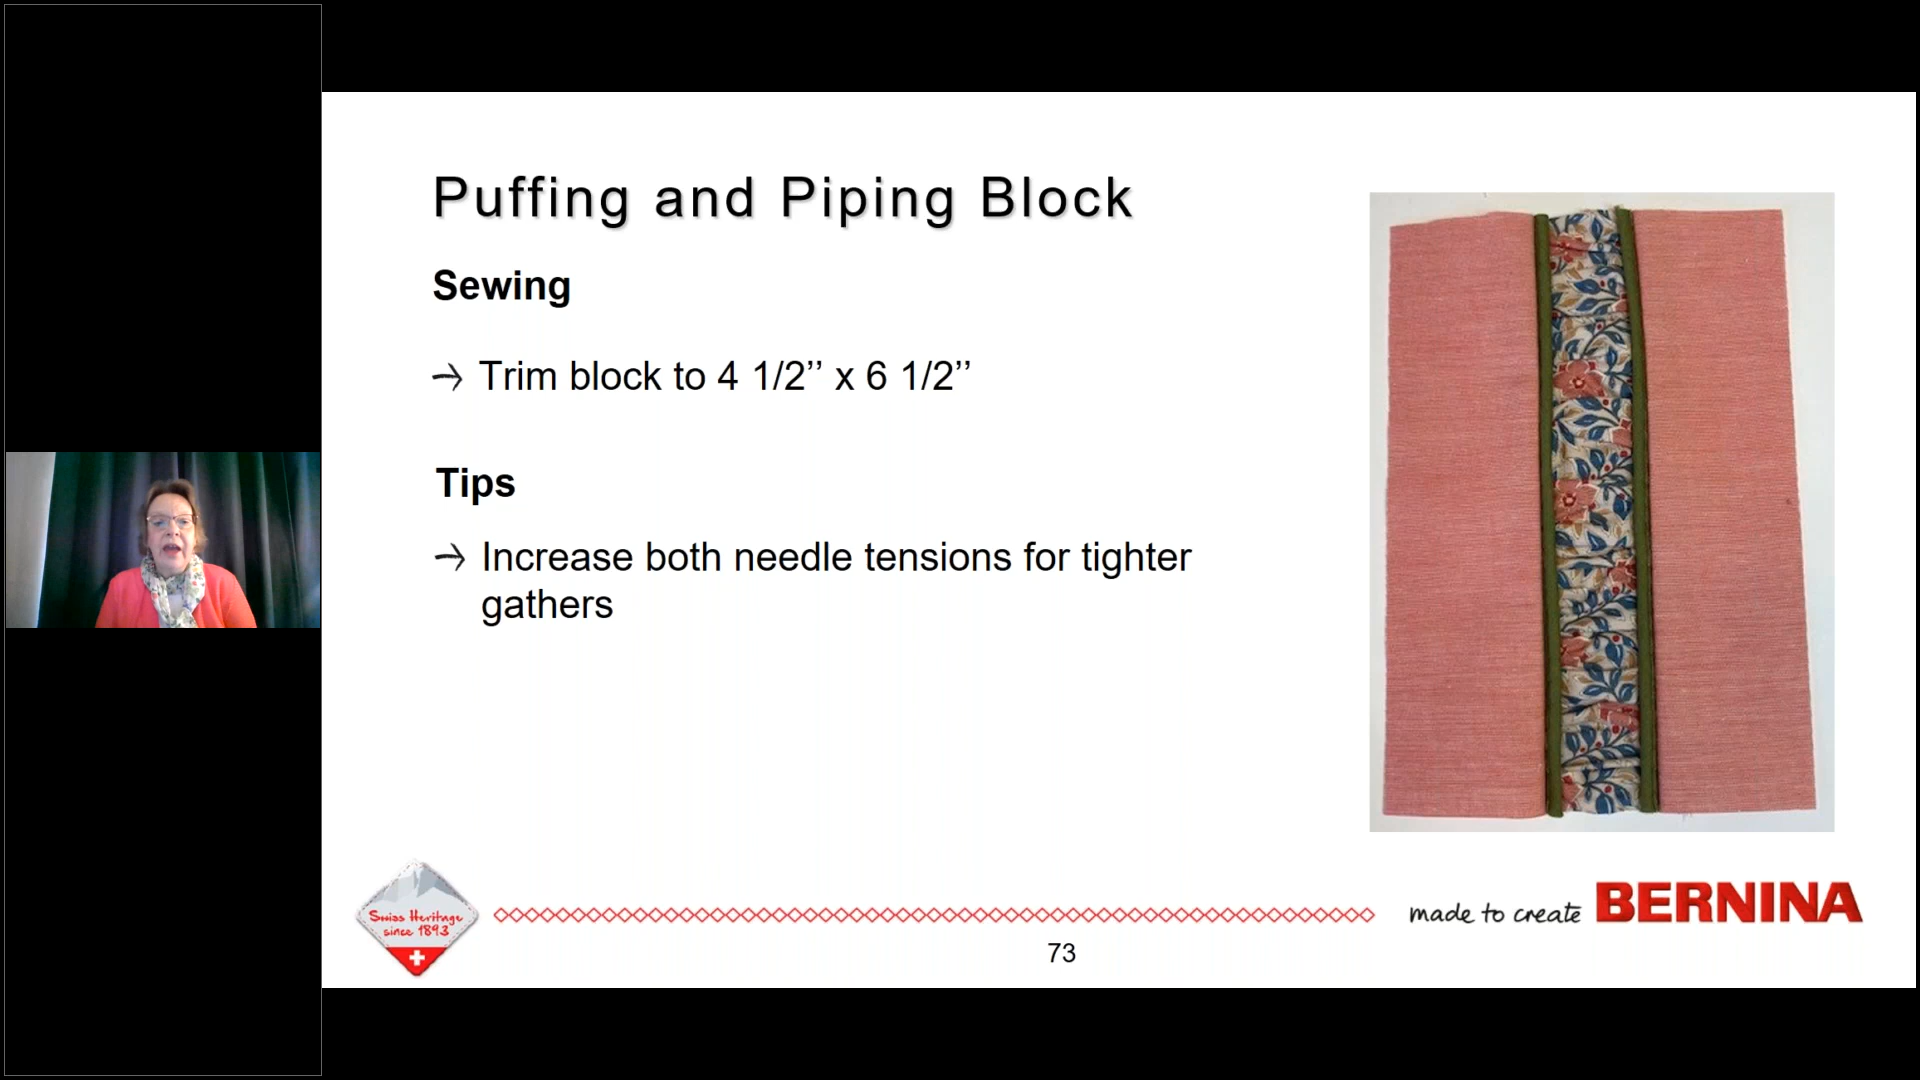 Puffing and Piping Block
Sewing
→ Trim block to 4 1/2’’ x 6 1/2’’
Tips
→ Increase both needle tensions for tighter
gathers
Swiss Heritage
since 1893
made to create BERNINA
73